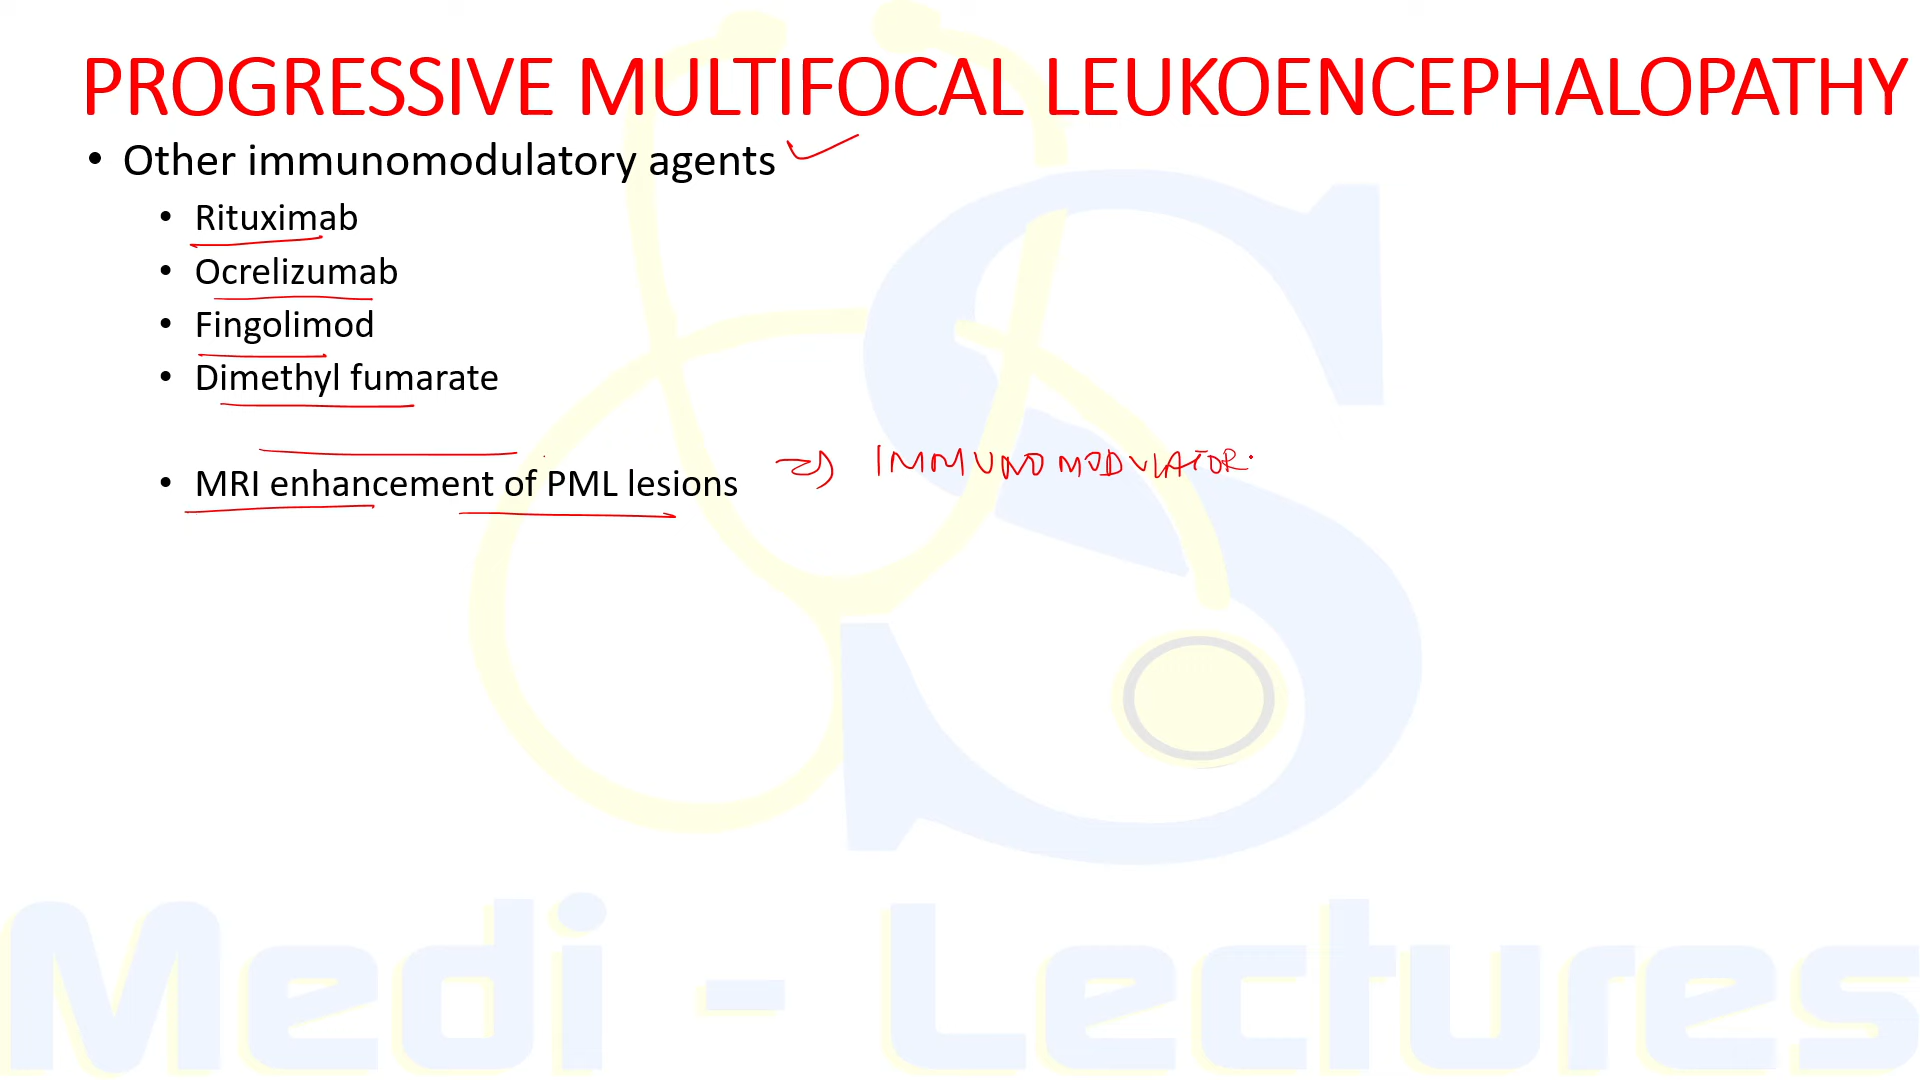 PROGRESSIVE MULTIFOCAL LEUKOENCEPHALOPATHY
• Other immunomodulatory agents
• Rituximab
• Ocrelizumab
• Fingolimod
• Dimethyl fumarate
• MRI enhancement of PML lesions ⇒ IMMUNOMODULATOR.
Medi - Lectures